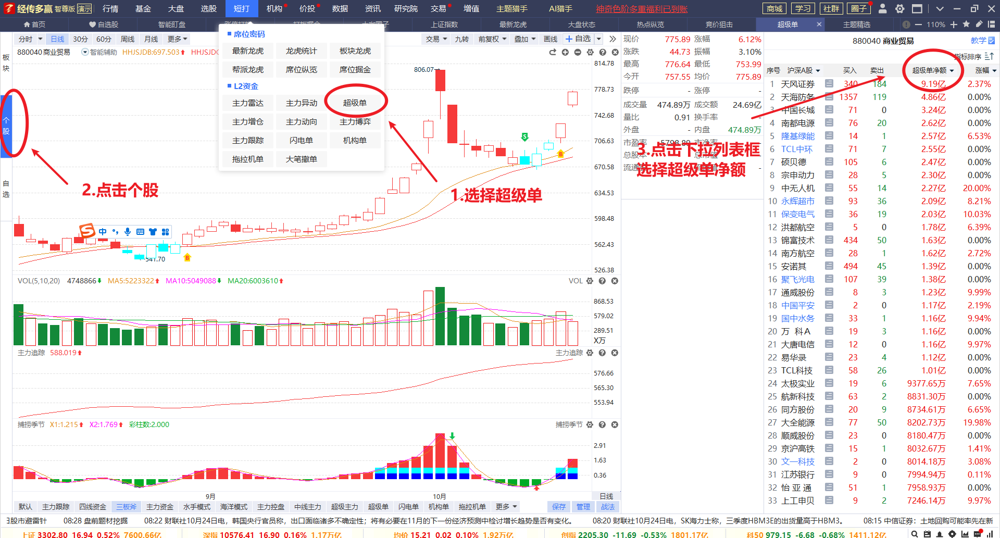 经传多赢 智尊版 演示 行情 基金 大盘 选股 短打 机构 价投 数据 资讯 研究院 交易 增值 主题猎手 AI猎手 神奇色阶多重福利已到账 商城 学习 社群 圈子
首页 自选股 智能盯盘 上证指数 最新龙虎 大盘状态 热点纵览 竞价狙击 超级单 主题精选 110%
分时 日线 30分 60分 周线 月线 更多 交易 九转 前复权 叠加 画线 自选
880040 商业贸易 智能辅助 HHJSJDB:697.503
席位密码
最新龙虎 龙虎统计 板块龙虎
帮派龙虎 席位纵览 席位掘金
L2资金
主力雷达 主力异动 超级单
主力增仓 主力动向 主力博弈
主力跟踪 闪电单 机构单
拖拉机单 大笔撤单
板块
个股
自选
1.选择超级单
2.点击个股
3.点击下拉列表框
选择超级单净额
806.07
541.70
814.78
778.73
742.68
706.63
670.58
634.53
598.48
562.43
526.38
VOL(5,10,20) 4748866 MA5:5223322 MA10:5049088 MA20:6003610 VOL
868.53
579.02
289.51
X万
主力追踪 588.019 主力追踪
576.66
565.30
553.94
捕捞季节 X1:1.215 X2:1.769 彩柱数:2.000 捕捞季节
2.91
1.63
0.36
9月 10月 日线
默认 主力跟踪 四线资金 三板斧 主力资金 水手模式 海洋模式 主力控盘 中线主力 超级主力 超级单 闪电单 机构单 拖拉机单 更多 保存 管理 战法
现价 775.89 涨幅 6.12%
涨跌 44.73 振幅 3.10%
最高 776.64 最低 753.99
今开 757.55 均价 775.89
跌停 - 涨停 -
成交量 474.89万 成交额 24.69亿
量比 0.91 换手率 -
外盘 - 内盘 474.89万
市盈率 5798.89 市净率 -
880040 商业贸易 教学
指标排序
序号 沪深A股 买入 卖出 超级单净额 涨幅
1 天风证券 340 184 9.19亿 2.37%
2 天海防务 1357 119 4.86亿 0.00%
3 中国长城 71 0 3.24亿 0.00%
4 南都电源 76 20 2.62亿 0.00%
5 隆基绿能 14 1 2.57亿 6.53%
6 TCL中环 71 7 2.55亿 0.00%
7 硕贝德 105 6 2.47亿 0.00%
8 宗申动力 28 5 2.30亿 0.00%
9 中无人机 55 14 2.27亿 20.00%
10 永辉超市 93 36 2.09亿 8.21%
11 保变电气 36 19 2.03亿 10.03%
12 洪都航空 5 0 1.78亿 6.39%
13 锦富技术 434 50 1.63亿 0.00%
14 南方航空 28 1 1.62亿 2.72%
15 安诺其 494 45 1.39亿 0.00%
16 聚飞光电 107 39 1.38亿 0.00%
17 通威股份 8 3 1.23亿 9.99%
18 中国平安 2 0 1.17亿 2.19%
19 国中水务 33 1 1.16亿 9.94%
20 万 科A 19 3 1.16亿 0.00%
21 大唐电信 12 0 1.16亿 9.97%
22 易华录 23 4 1.12亿 0.00%
23 TCL科技 58 26 1.01亿 0.00%
24 太极实业 19 6 9377.65万 7.65%
25 航新科技 63 2 8831.30万 0.00%
26 同方股份 20 9 8734.61万 6.65%
27 大全能源 77 50 8202.73万 19.98%
28 顺威股份 23 0 8180.47万 0.00%
29 京沪高铁 15 1 8032.67万 1.41%
30 文一科技 2 0 8014.18万 3.08%
31 江苏银行 9 0 7994.94万 0.11%
32 怡 亚 通 51 1 7958.93万 0.00%
33 上工申贝 9 2 7246.14万 9.97%
日股市避雷针 08:28 盘前题材挖掘 08:22 财联社10月24日电，韩国央行官员称，出口面临诸多不确定性；将有必要在11月的下一份经济预测中检讨增长趋势是否有变化。 08:20 财联社10月24日电，SK海力士称，三季度HBM3E的出货量高于HBM3。 08:15 中信证券：土地回购可能率先在新
上证 3302.80 16.94 0.52% 7600.66亿 深指 10576.41 16.90 0.16% 1.17万亿 均价 15.21 0.02 0.10% 1.92万亿 创指 2205.30 -11.69 -0.53% 1801.17亿 科50 979.15 -6.68 -0.68% 1411.12亿